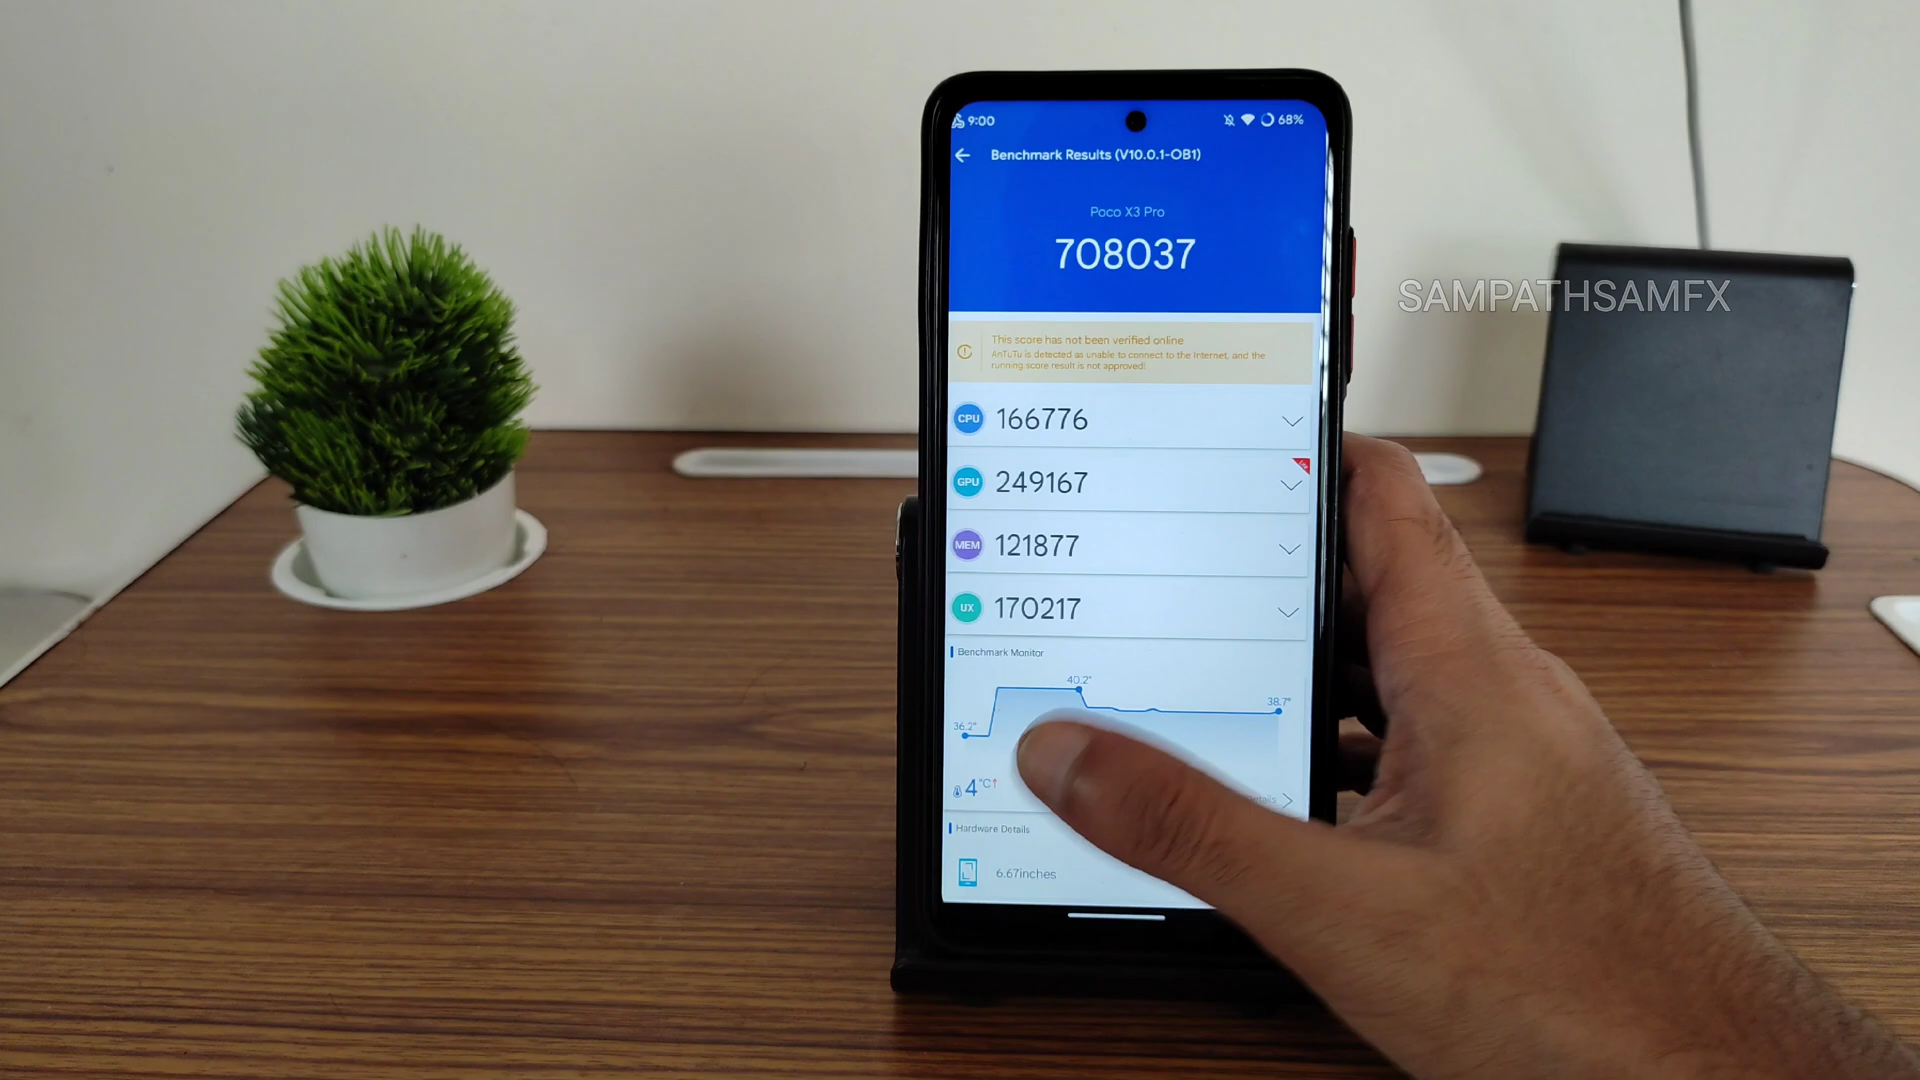 9:00
68%
Benchmark Results (V10.0.1-OB1)
Poco X3 Pro
708037
SAMPATHSAMFX
This score has not been verified online
AnTuTu is detected as unable to connect to the Internet, and the
running score result is not approved!
CPU 166776
GPU 249167
MEM 121877
UX 170217
Benchmark Monitor
40.2°
38.7°
36.2°
4°C↑
Hardware Details
6.67inches